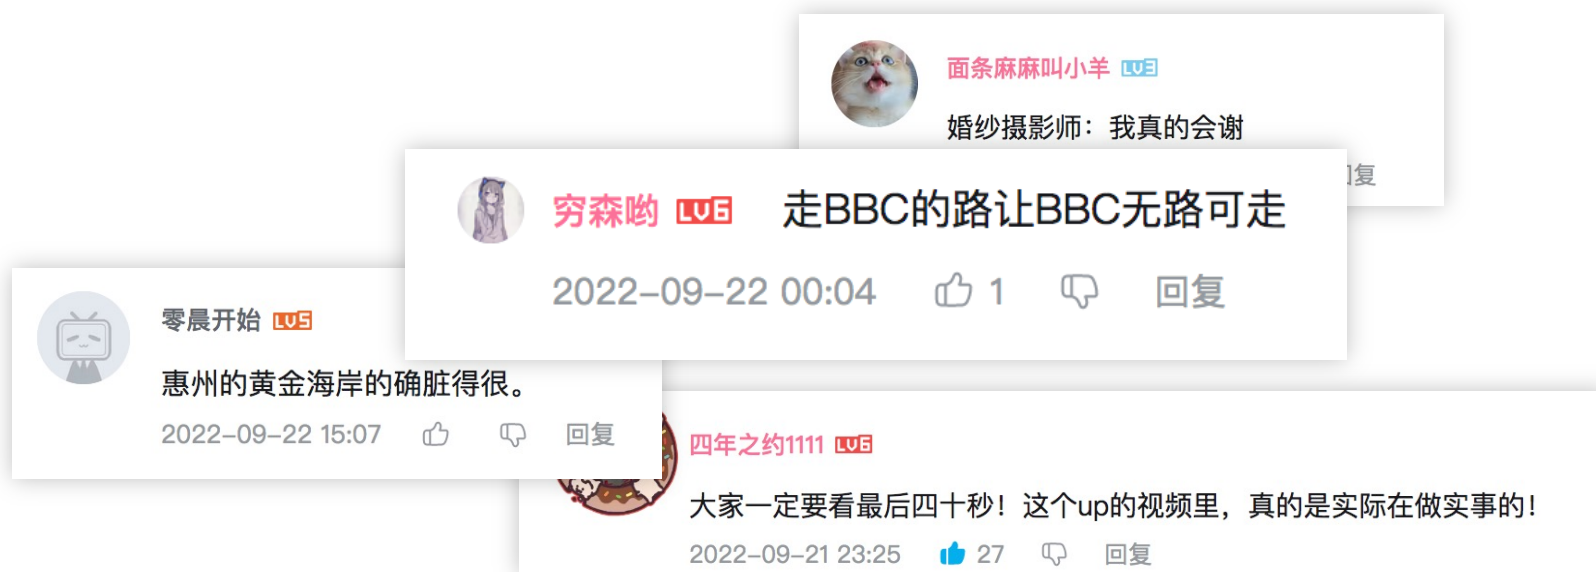 面条麻麻叫小羊 LV3
婚纱摄影师：我真的会谢
回复
穷森哟 LV6 走BBC的路让BBC无路可走
2022-09-22 00:04 1 回复
零晨开始 LV5
惠州的黄金海岸的确脏得很。
2022-09-22 15:07 回复
四年之约1111 LV6
大家一定要看最后四十秒！这个up的视频里，真的是实际在做实事的！
2022-09-21 23:25 27 回复